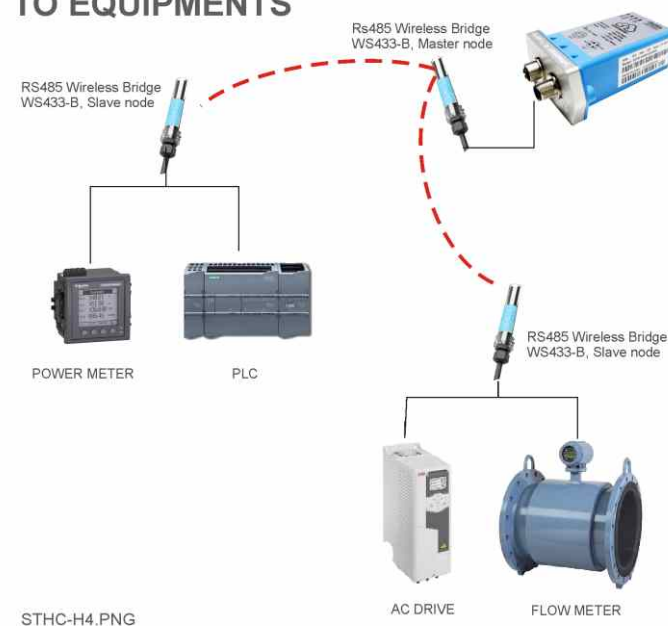 TO EQUIPMENTS
Rs485 Wireless Bridge
WS433-B, Master node
RS485 Wireless Bridge
WS433-B, Slave node
RS485 Wireless Bridge
WS433-B, Slave node
POWER METER
PLC
AC DRIVE
FLOW METER
STHC-H4.PNG